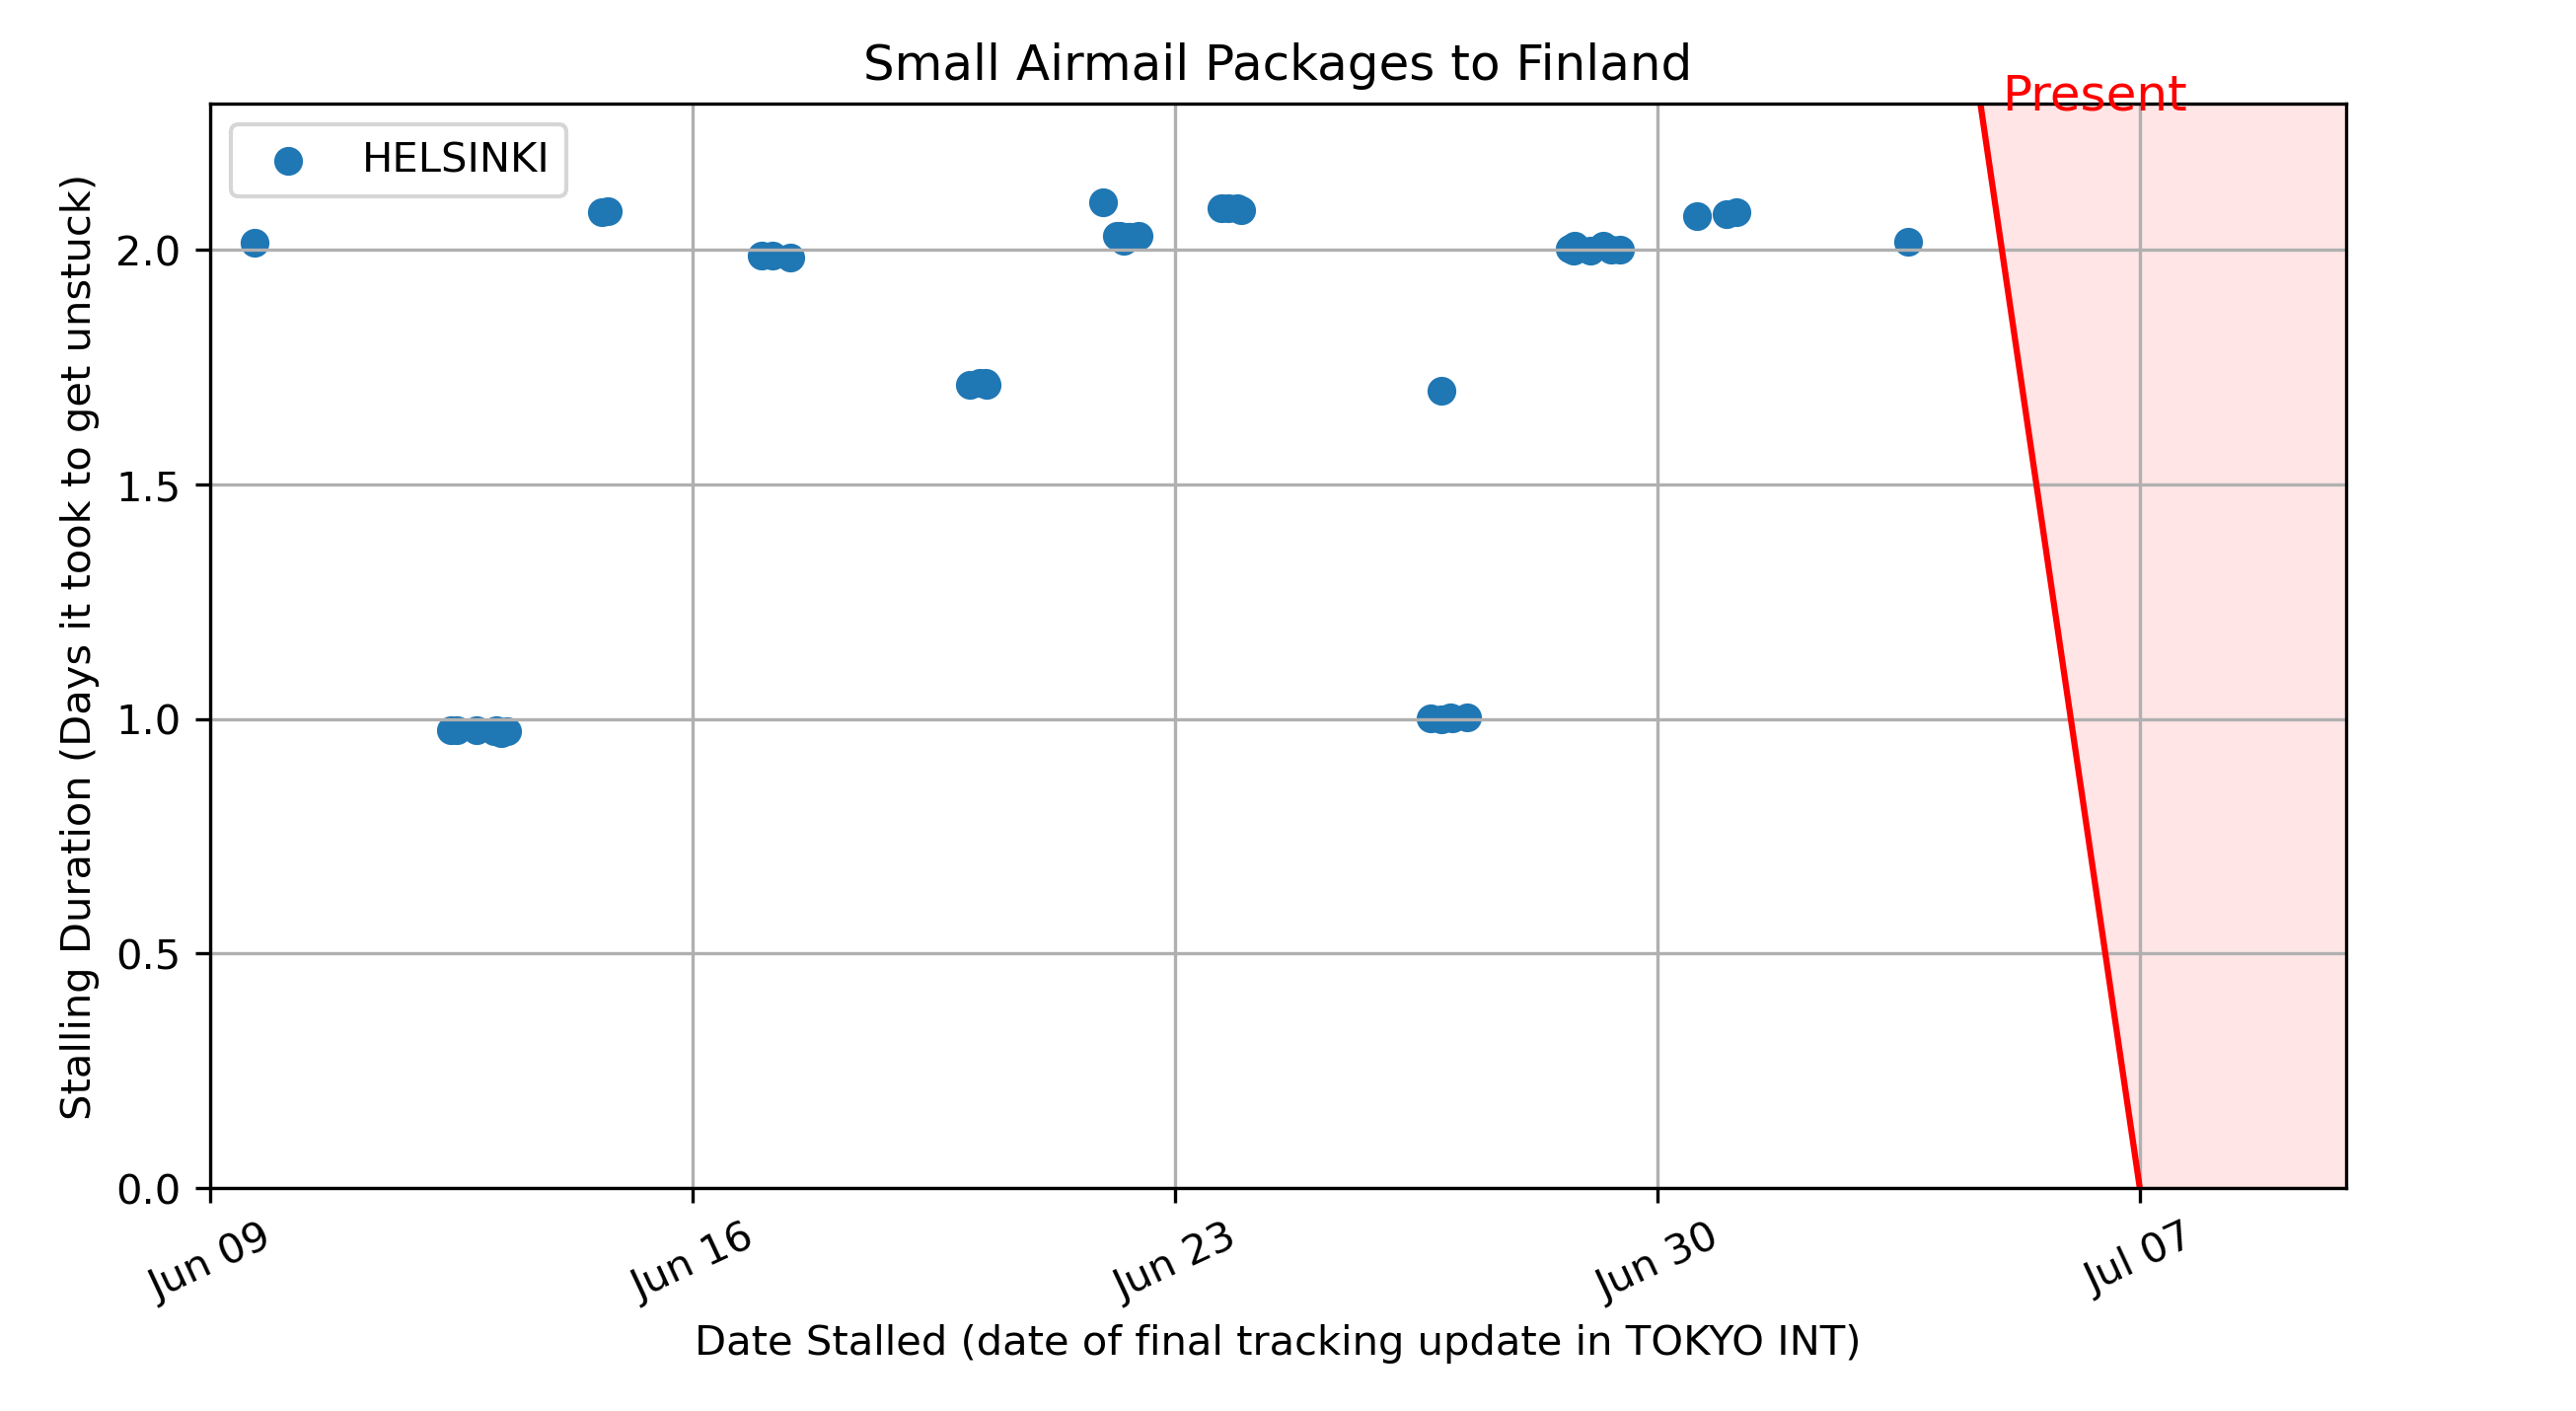 Small Airmail Packages to Finland
Present
HELSINKI
Stalling Duration (Days it took to get unstuck)
2.0
1.5
1.0
0.5
0.0
Jun 09
Jun 16
Jun 23
Jun 30
Jul 07
Date Stalled (date of final tracking update in TOKYO INT)